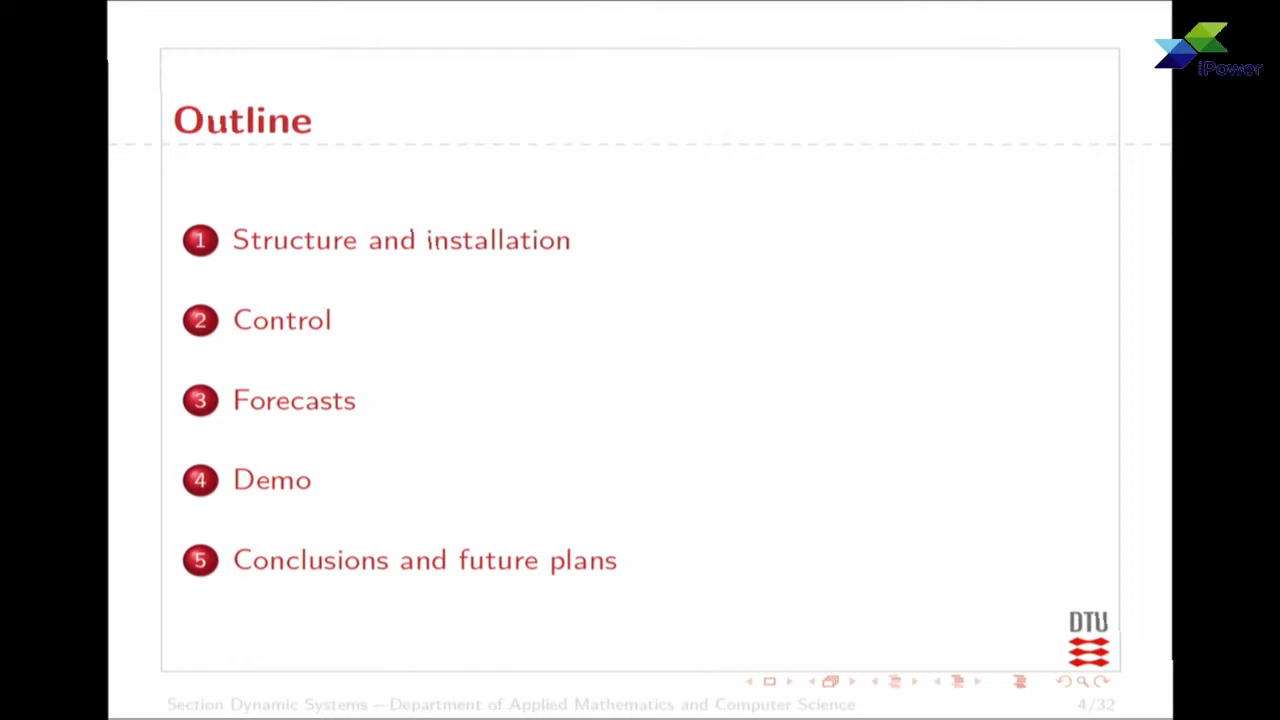 iPower
Outline
1 Structure and installation
2 Control
3 Forecasts
4 Demo
5 Conclusions and future plans
DTU
Section Dynamic Systems – Department of Applied Mathematics and Computer Science 4/32